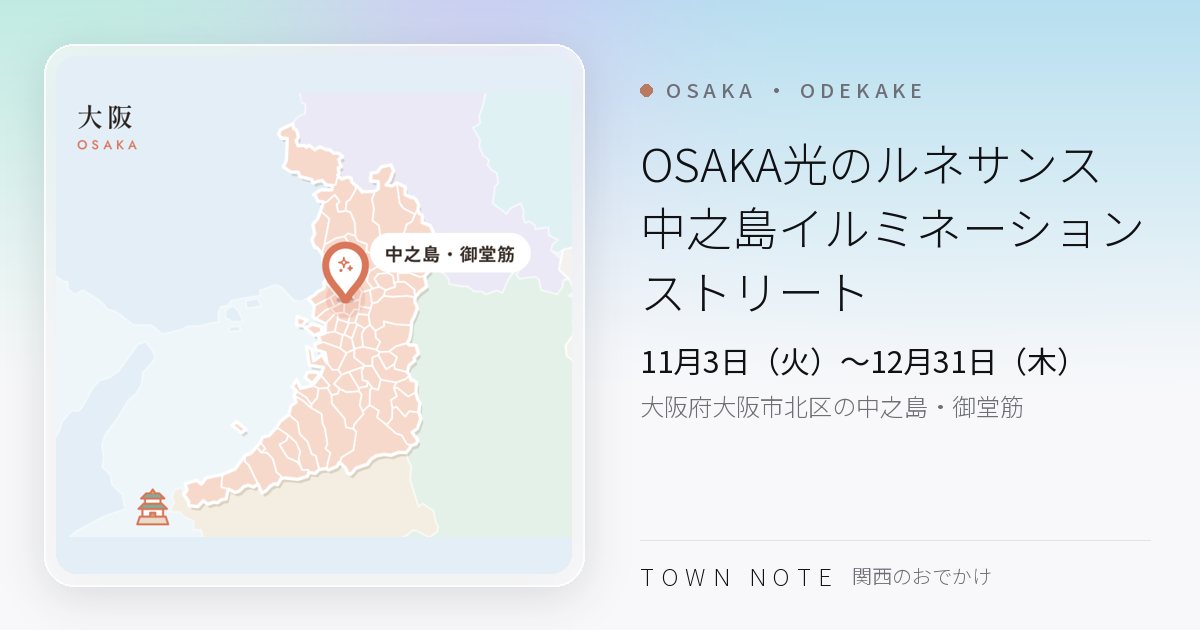 大阪
OSAKA
中之島・御堂筋
OSAKA・ODEKAKE
OSAKA光のルネサンス
中之島イルミネーション
ストリート
11月3日（火）〜12月31日（木）
大阪府大阪市北区の中之島・御堂筋
TOWN NOTE 関西のおでかけ